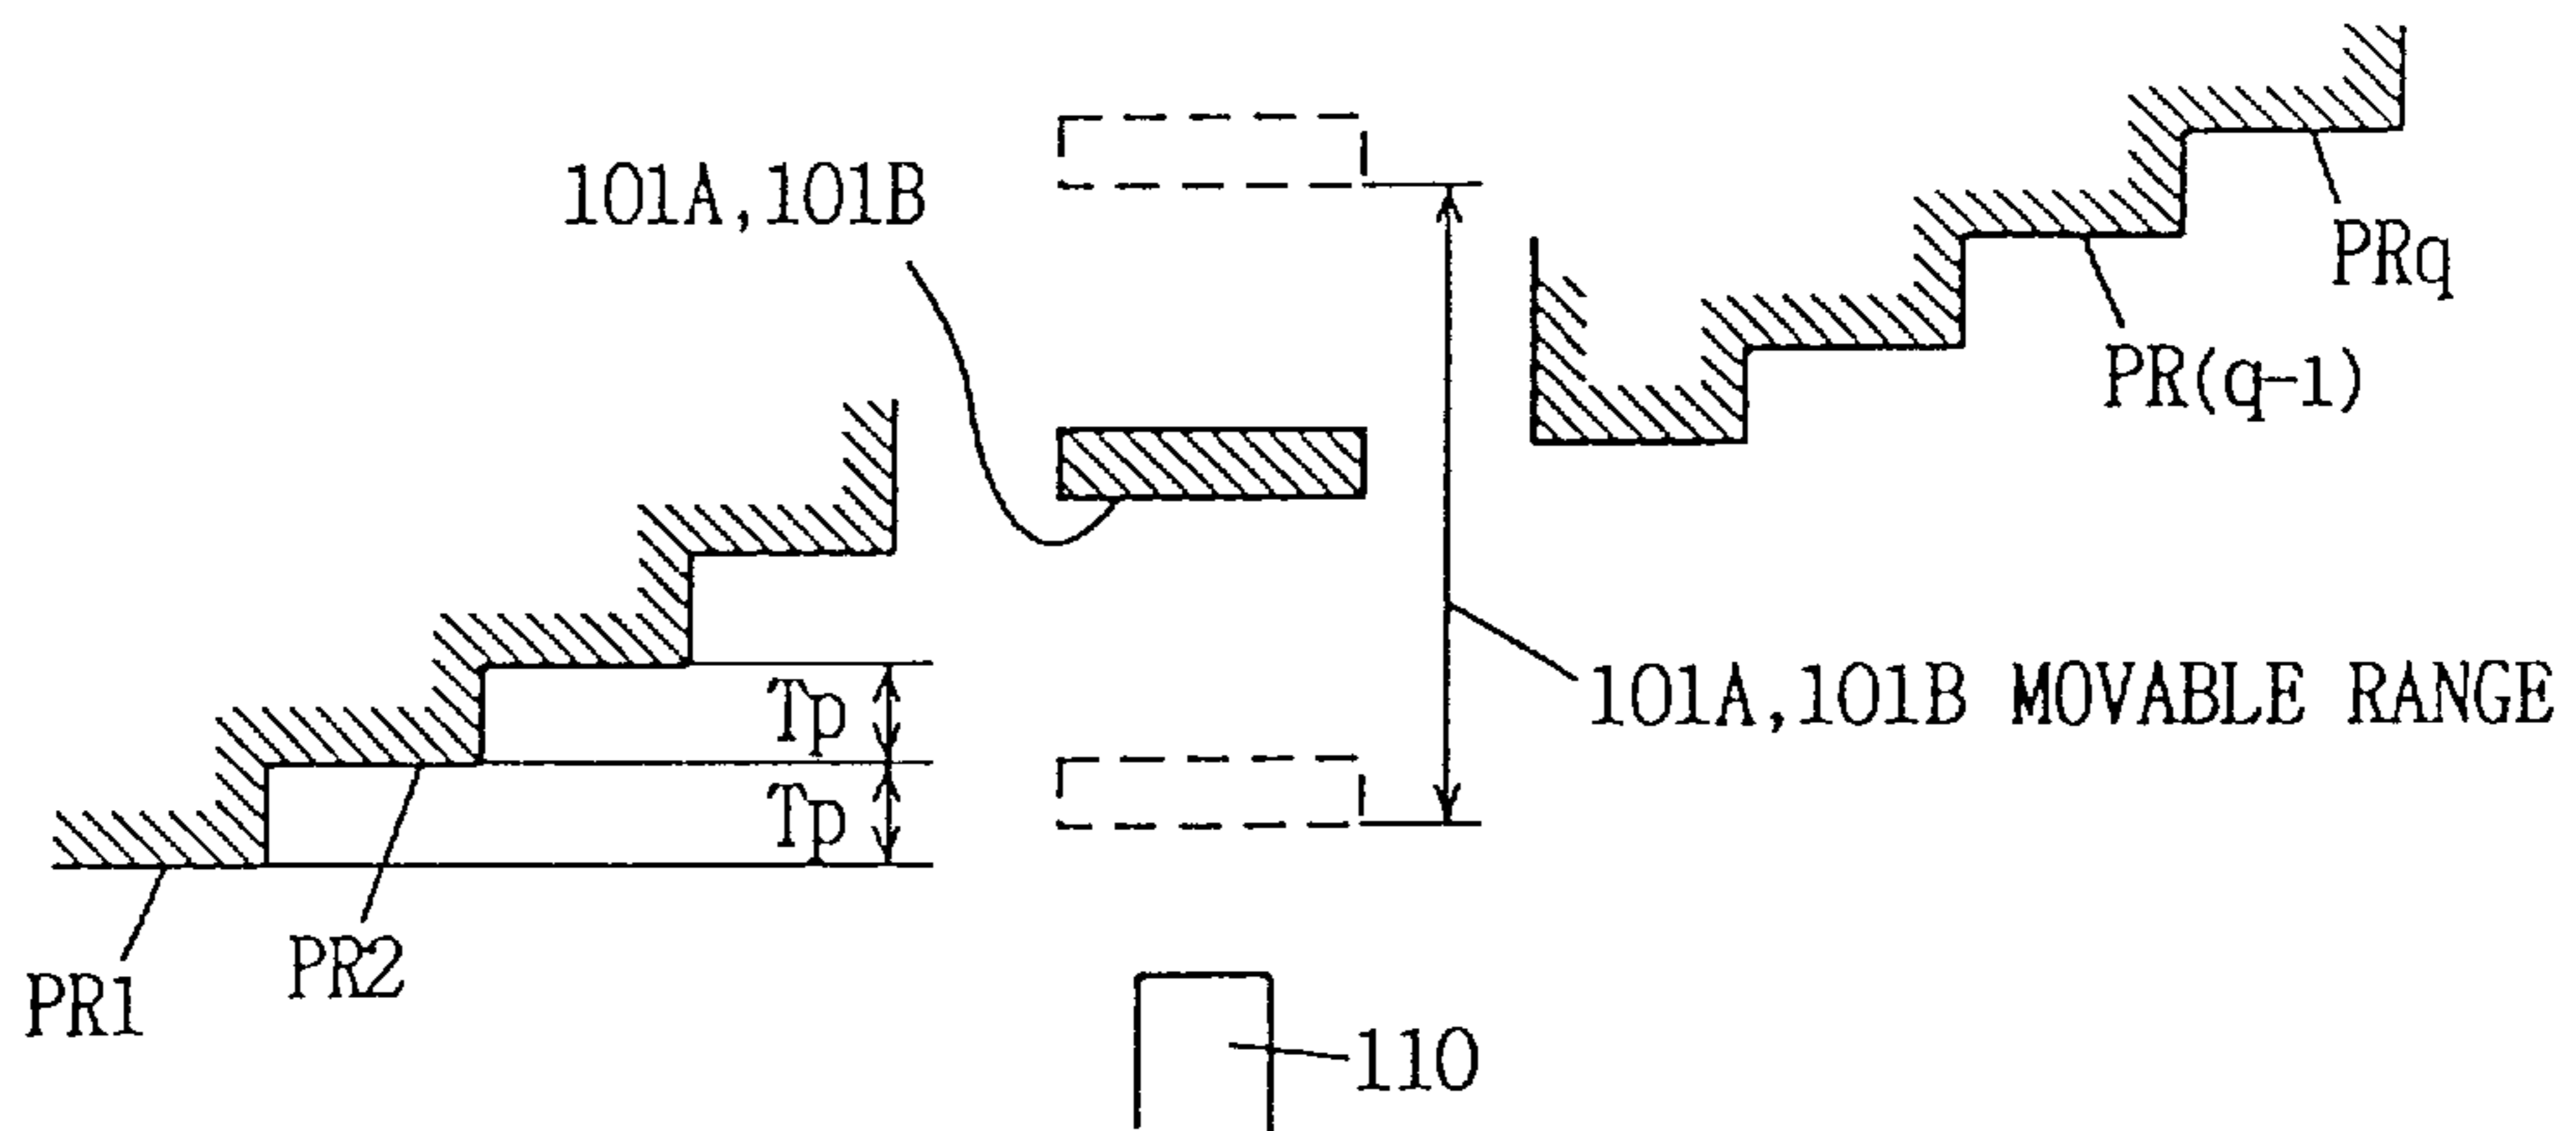 101A,101B
PRq
PR(q-1)
Tp
101A,101B MOVABLE RANGE
Tp
PR2
PR1
110